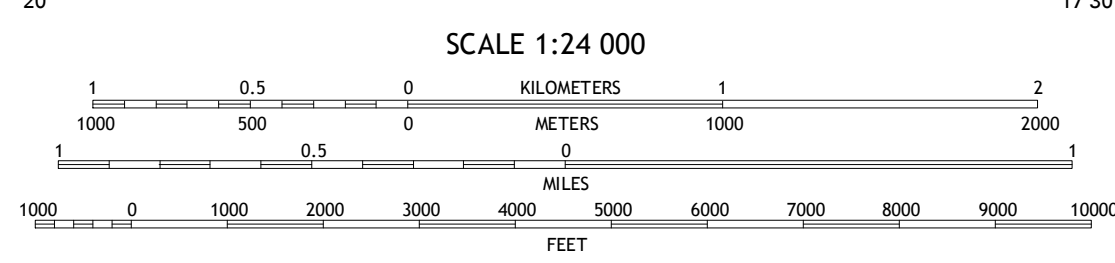 20 17'30
SCALE 1:24 000
1 0.5 0 KILOMETERS 1 2
1000 500 0 METERS 1000 2000
1 0.5 0 1
MILES
1000 0 1000 2000 3000 4000 5000 6000 7000 8000 9000 10000
FEET